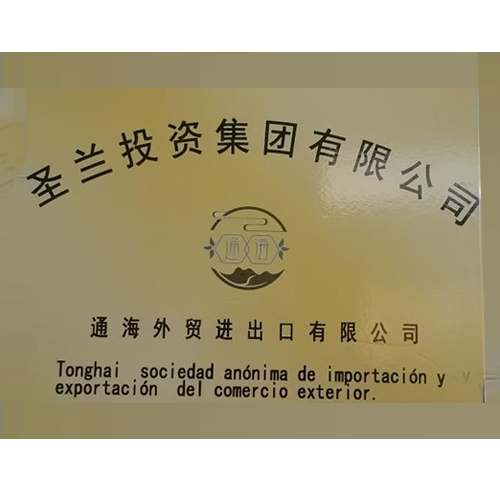 圣兰投资集团有限公司
通海
通海外贸进出口有限公司
Tonghai sociedad anónima de importación y
exportación del comercio exterior.